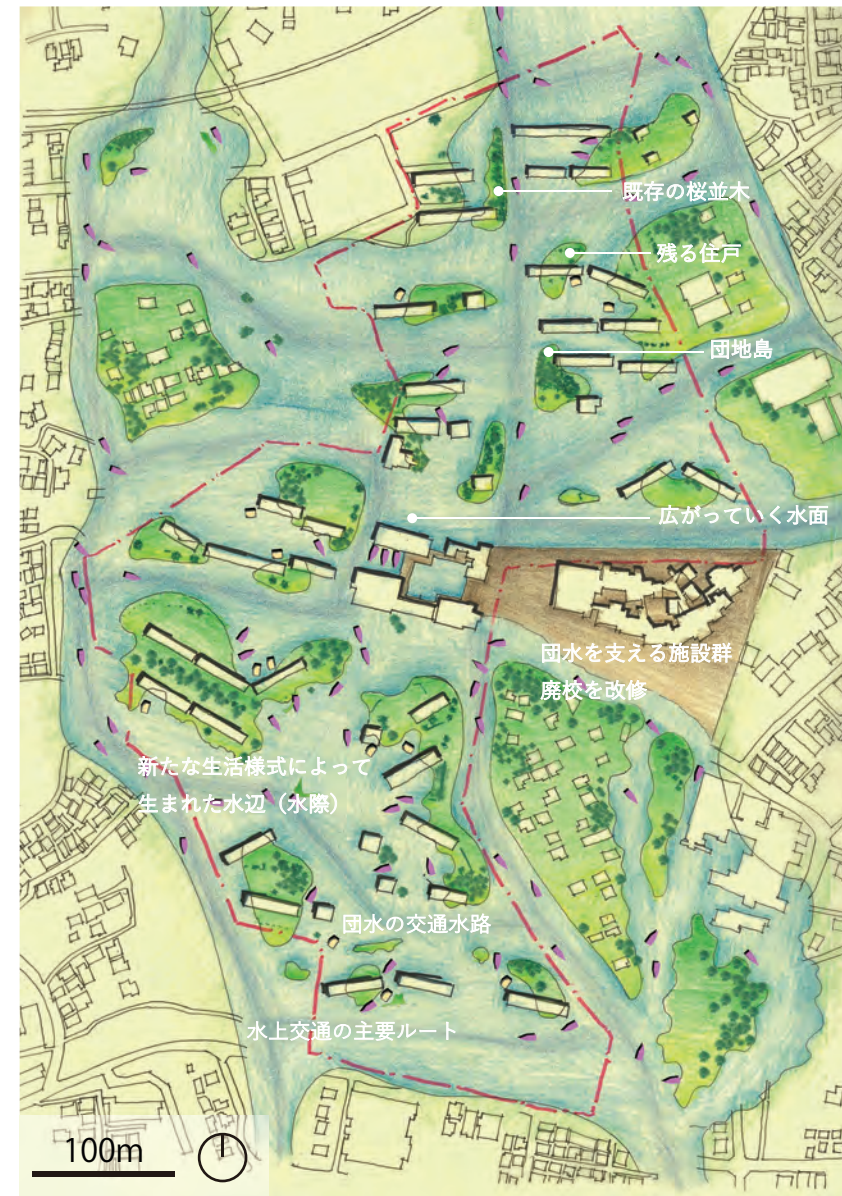 既存の桜並木
残る住戸
団地島
広がっていく水面
団水を支える施設群
廃校を改修
新たな生活様式によって
生まれた水辺（水際）
団水の交通水路
水上交通の主要ルート
100m